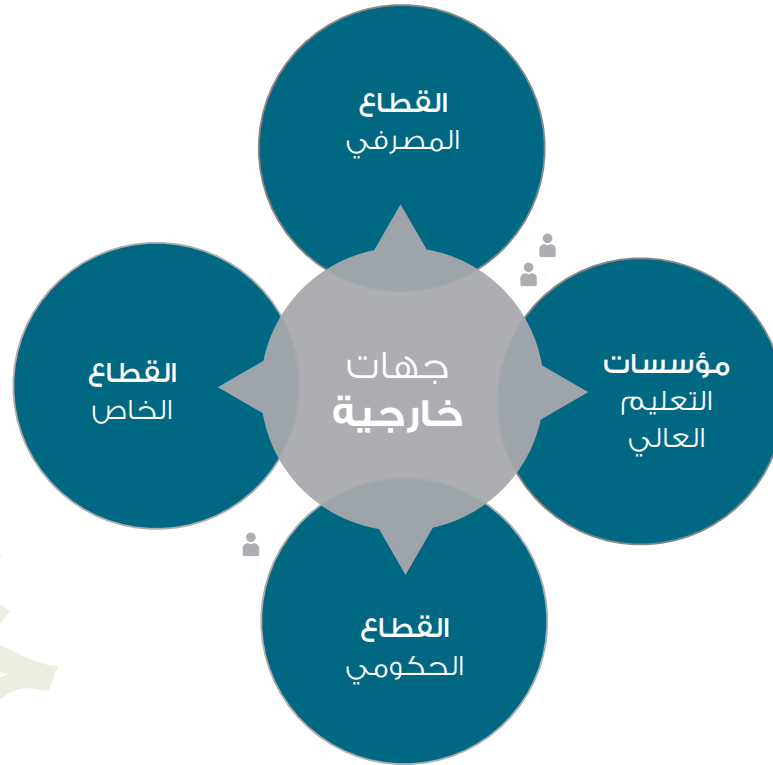 القطاع
المصرفي
مؤسسات
التعليم
العالي
جهات
خارجية
القطاع
الخاص
القطاع
الحكومي